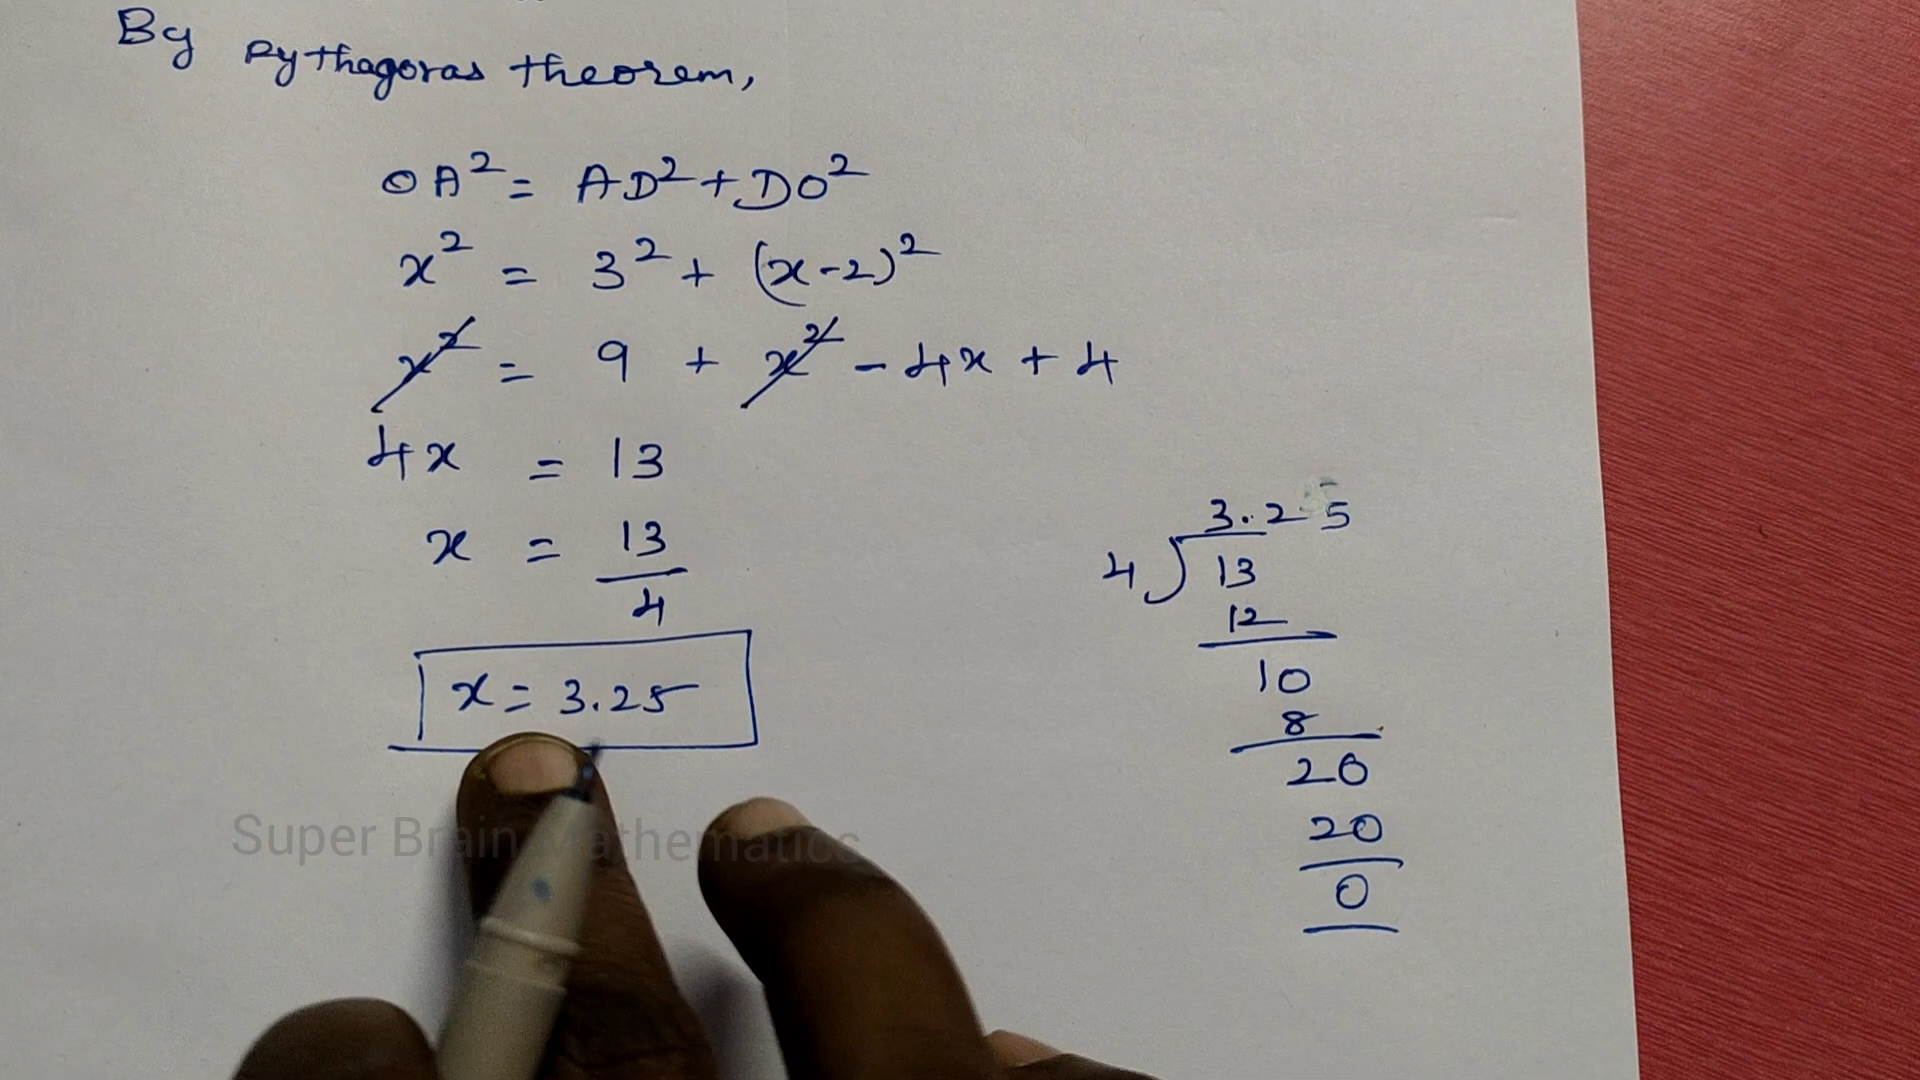 By Pythagoras theorem,
OA² = AD² + DO²
x² = 3² + (x-2)²
x² = 9 + x² - 4x + 4
4x = 13
x = 13/4
x = 3.25
3.25
4 13
12
10
8
20
20
0
Super Brain Mathematics